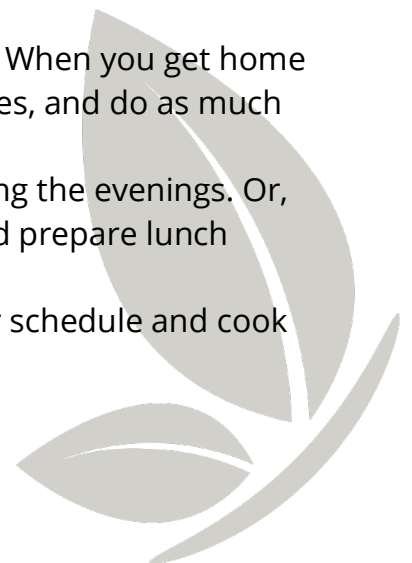 When you get home
es, and do as much
ng the evenings. Or,
d prepare lunch
schedule and cook